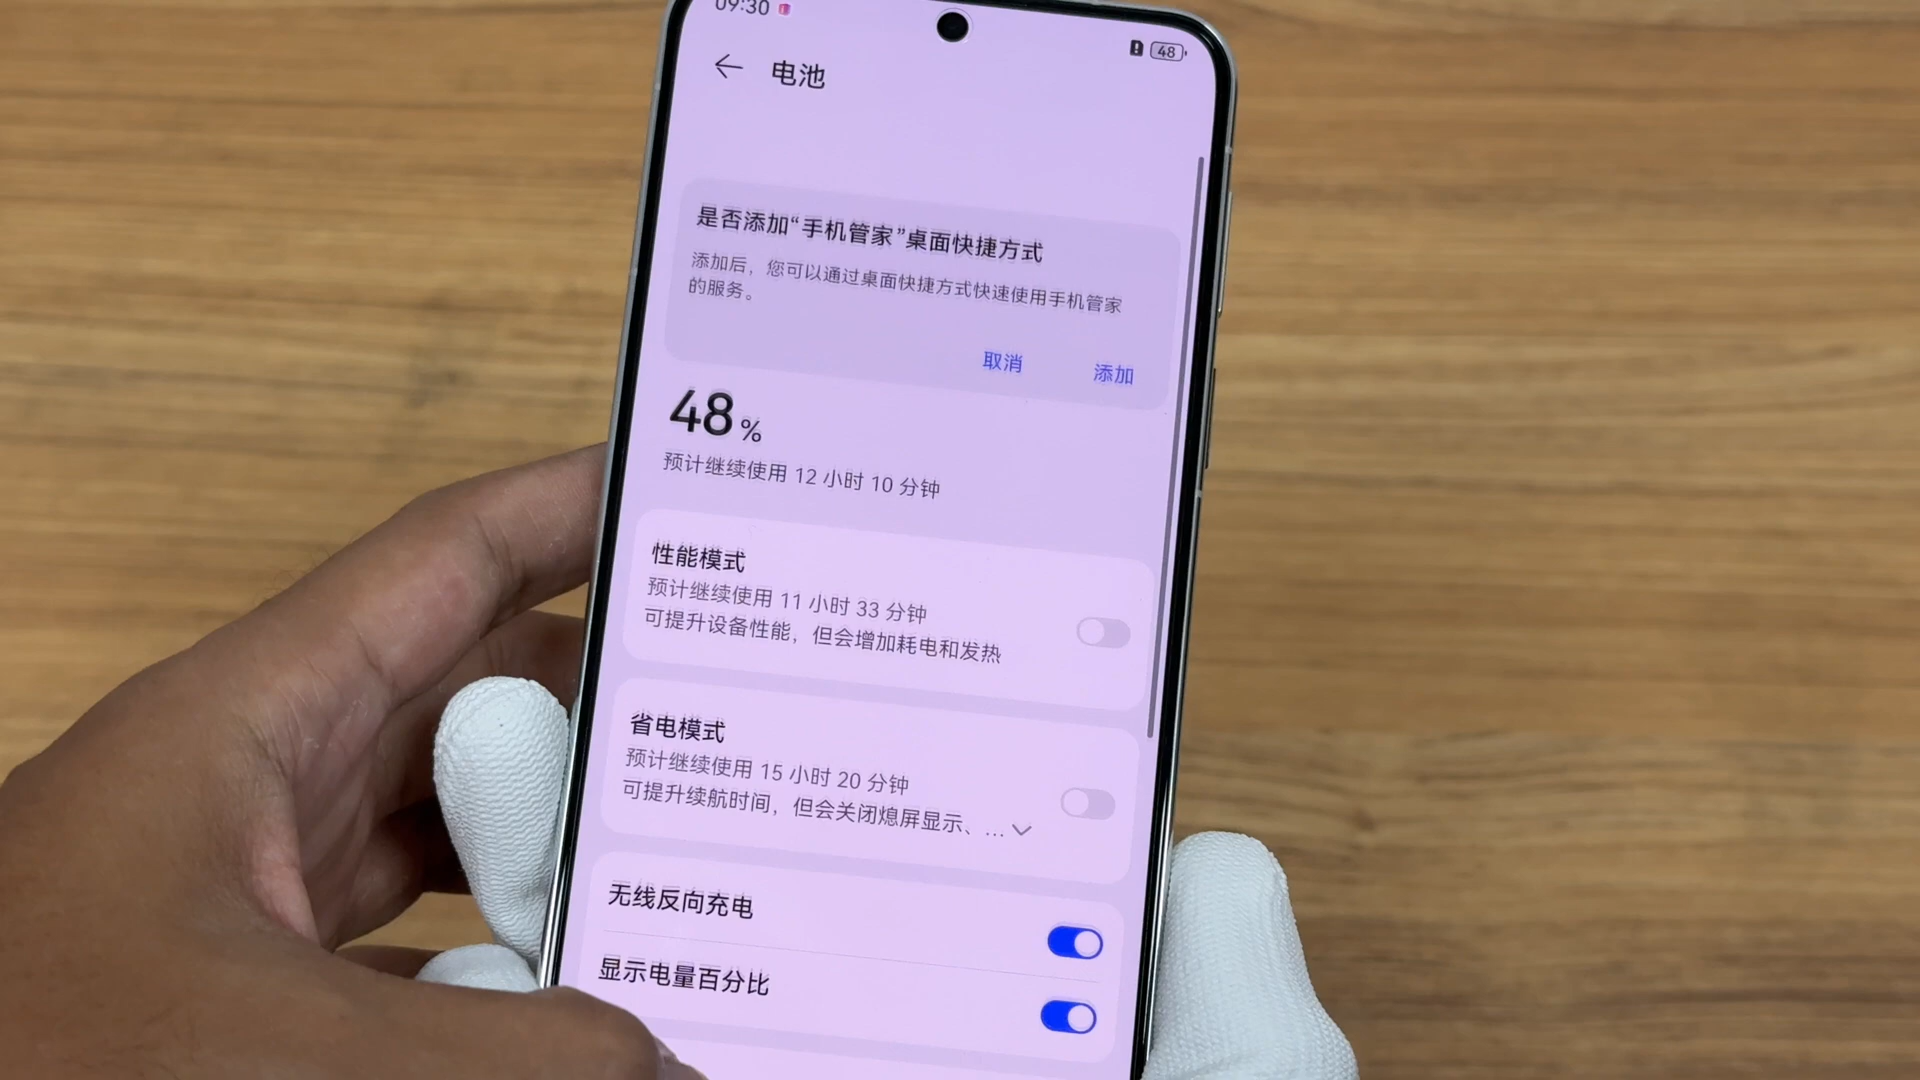 09:30
48
电池
是否添加“手机管家”桌面快捷方式
添加后，您可以通过桌面快捷方式快速使用手机管家
的服务。
取消 添加
48%
预计继续使用 12 小时 10 分钟
性能模式
预计继续使用 11 小时 33 分钟
可提升设备性能，但会增加耗电和发热
省电模式
预计继续使用 15 小时 20 分钟
可提升续航时间，但会关闭熄屏显示、...
无线反向充电
显示电量百分比